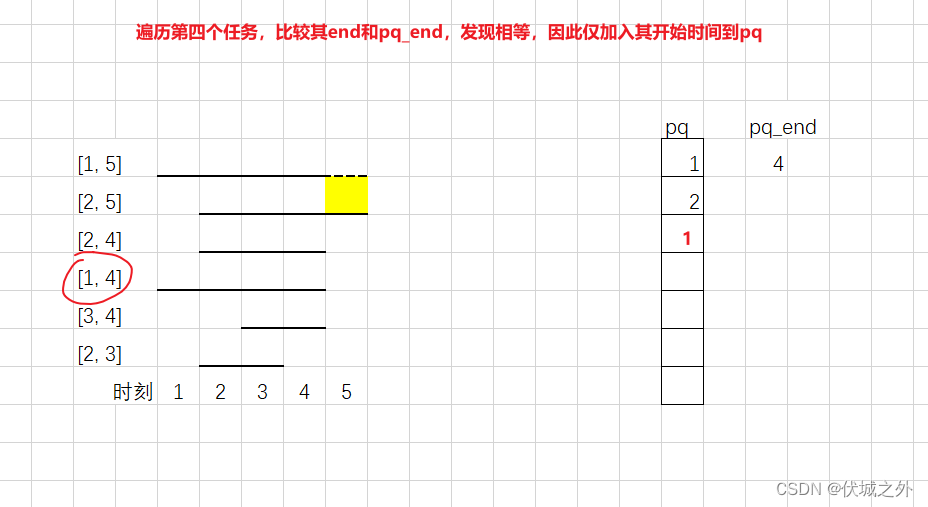 遍历第四个任务，比较其end和pq_end，发现相等，因此仅加入其开始时间到pq
pq pq_end
[1, 5] 1 4
[2, 5] 2
[2, 4] 1
[1, 4]
[3, 4]
[2, 3]
时刻 1 2 3 4 5
CSDN @伏城之外